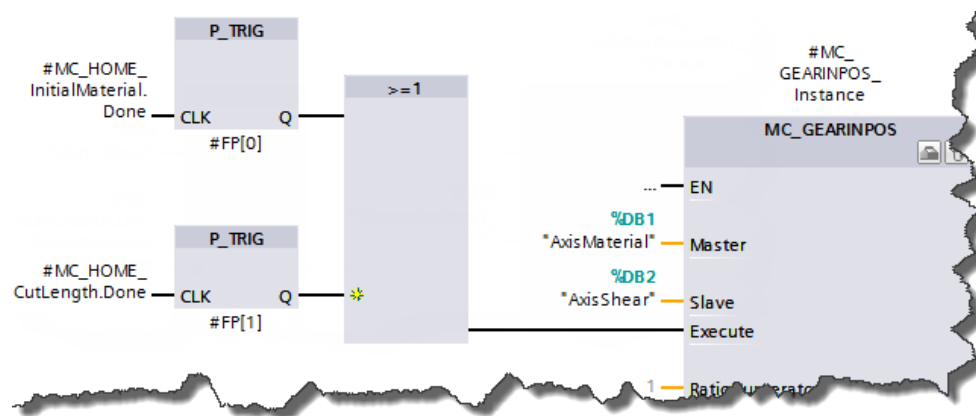 P_TRIG
#MC_HOME_
InitialMaterial.
Done
CLK
Q
#FP[0]
>=1
P_TRIG
#MC_HOME_
CutLength.Done
CLK
Q
#FP[1]
#MC_
GEARINPOS_
Instance
MC_GEARINPOS
...
EN
%DB1
"AxisMaterial"
Master
%DB2
"AxisShear"
Slave
Execute
1